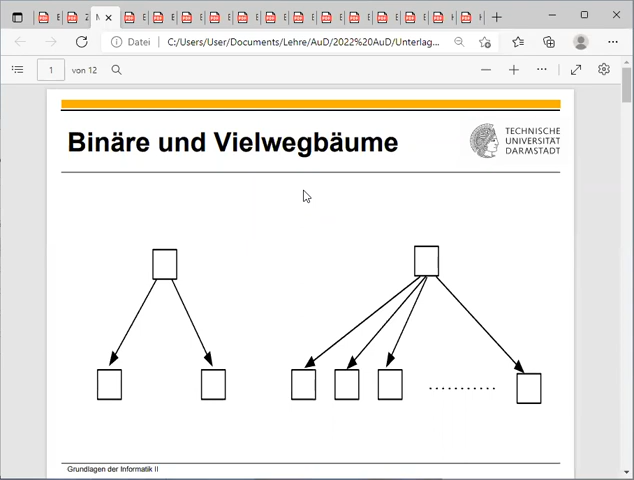 Datei
C:/Users/User/Documents/Lehre/AuD/2022%20AuD/Unterlag...
1
von 12
Binäre und Vielwegbäume
TECHNISCHE
UNIVERSITÄT
DARMSTADT
Grundlagen der Informatik II